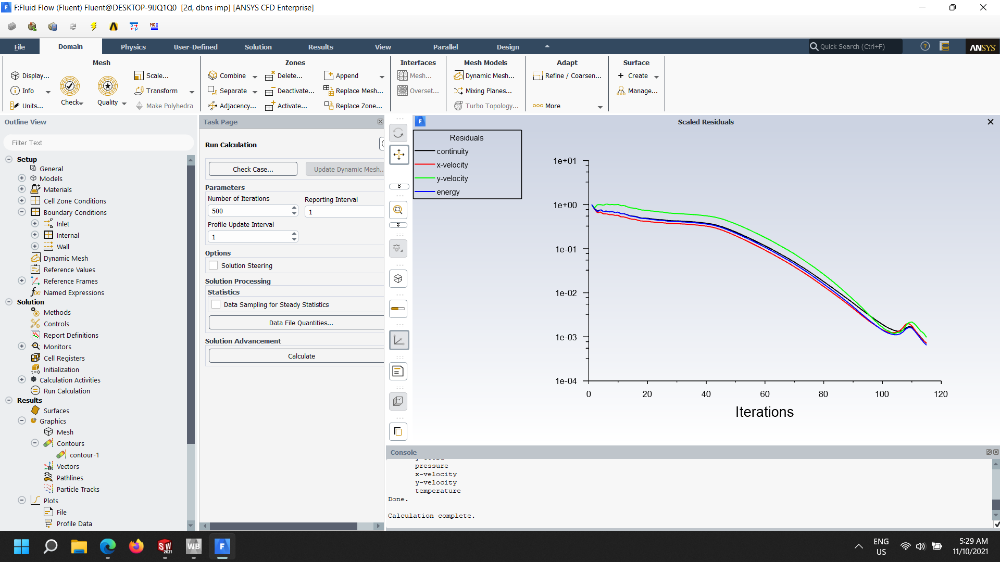 F:Fluid Flow (Fluent) Fluent@DESKTOP-9IJQ1Q0 [2d, dbns imp] [ANSYS CFD Enterprise]
File Domain Physics User-Defined Solution Results View Parallel Design
Quick Search (Ctrl+F)
ANSYS
Mesh
Display...
Info
Units...
Check
Quality
Scale...
Transform
Make Polyhedra
Zones
Combine
Separate
Adjacency...
Delete...
Deactivate...
Activate...
Append
Replace Mesh...
Replace Zone...
Interfaces
Mesh...
Overset...
Mesh Models
Dynamic Mesh...
Mixing Planes...
Turbo Topology...
Adapt
Refine / Coarsen...
More
Surface
Create
Manage...
Outline View
Filter Text
Setup
General
Models
Materials
Cell Zone Conditions
Boundary Conditions
Inlet
Internal
Wall
Dynamic Mesh
Reference Values
Reference Frames
Named Expressions
Solution
Methods
Controls
Report Definitions
Monitors
Cell Registers
Initialization
Calculation Activities
Run Calculation
Results
Surfaces
Graphics
Mesh
Contours
contour-1
Vectors
Pathlines
Particle Tracks
Plots
File
Profile Data
Task Page
Run Calculation
Check Case...
Update Dynamic Mesh..
Parameters
Number of Iterations
500
Reporting Interval
1
Profile Update Interval
1
Options
Solution Steering
Solution Processing
Statistics
Data Sampling for Steady Statistics
Data File Quantities...
Solution Advancement
Calculate
Scaled Residuals
Residuals
continuity
x-velocity
y-velocity
energy
1e+01
1e+00
1e-01
1e-02
1e-03
1e-04
0 20 40 60 80 100 120
Iterations
Console
pressure
x-velocity
y-velocity
temperature
Done.
Calculation complete.
SW
2021
WB
F
ENG
US
5:29 AM
11/10/2021